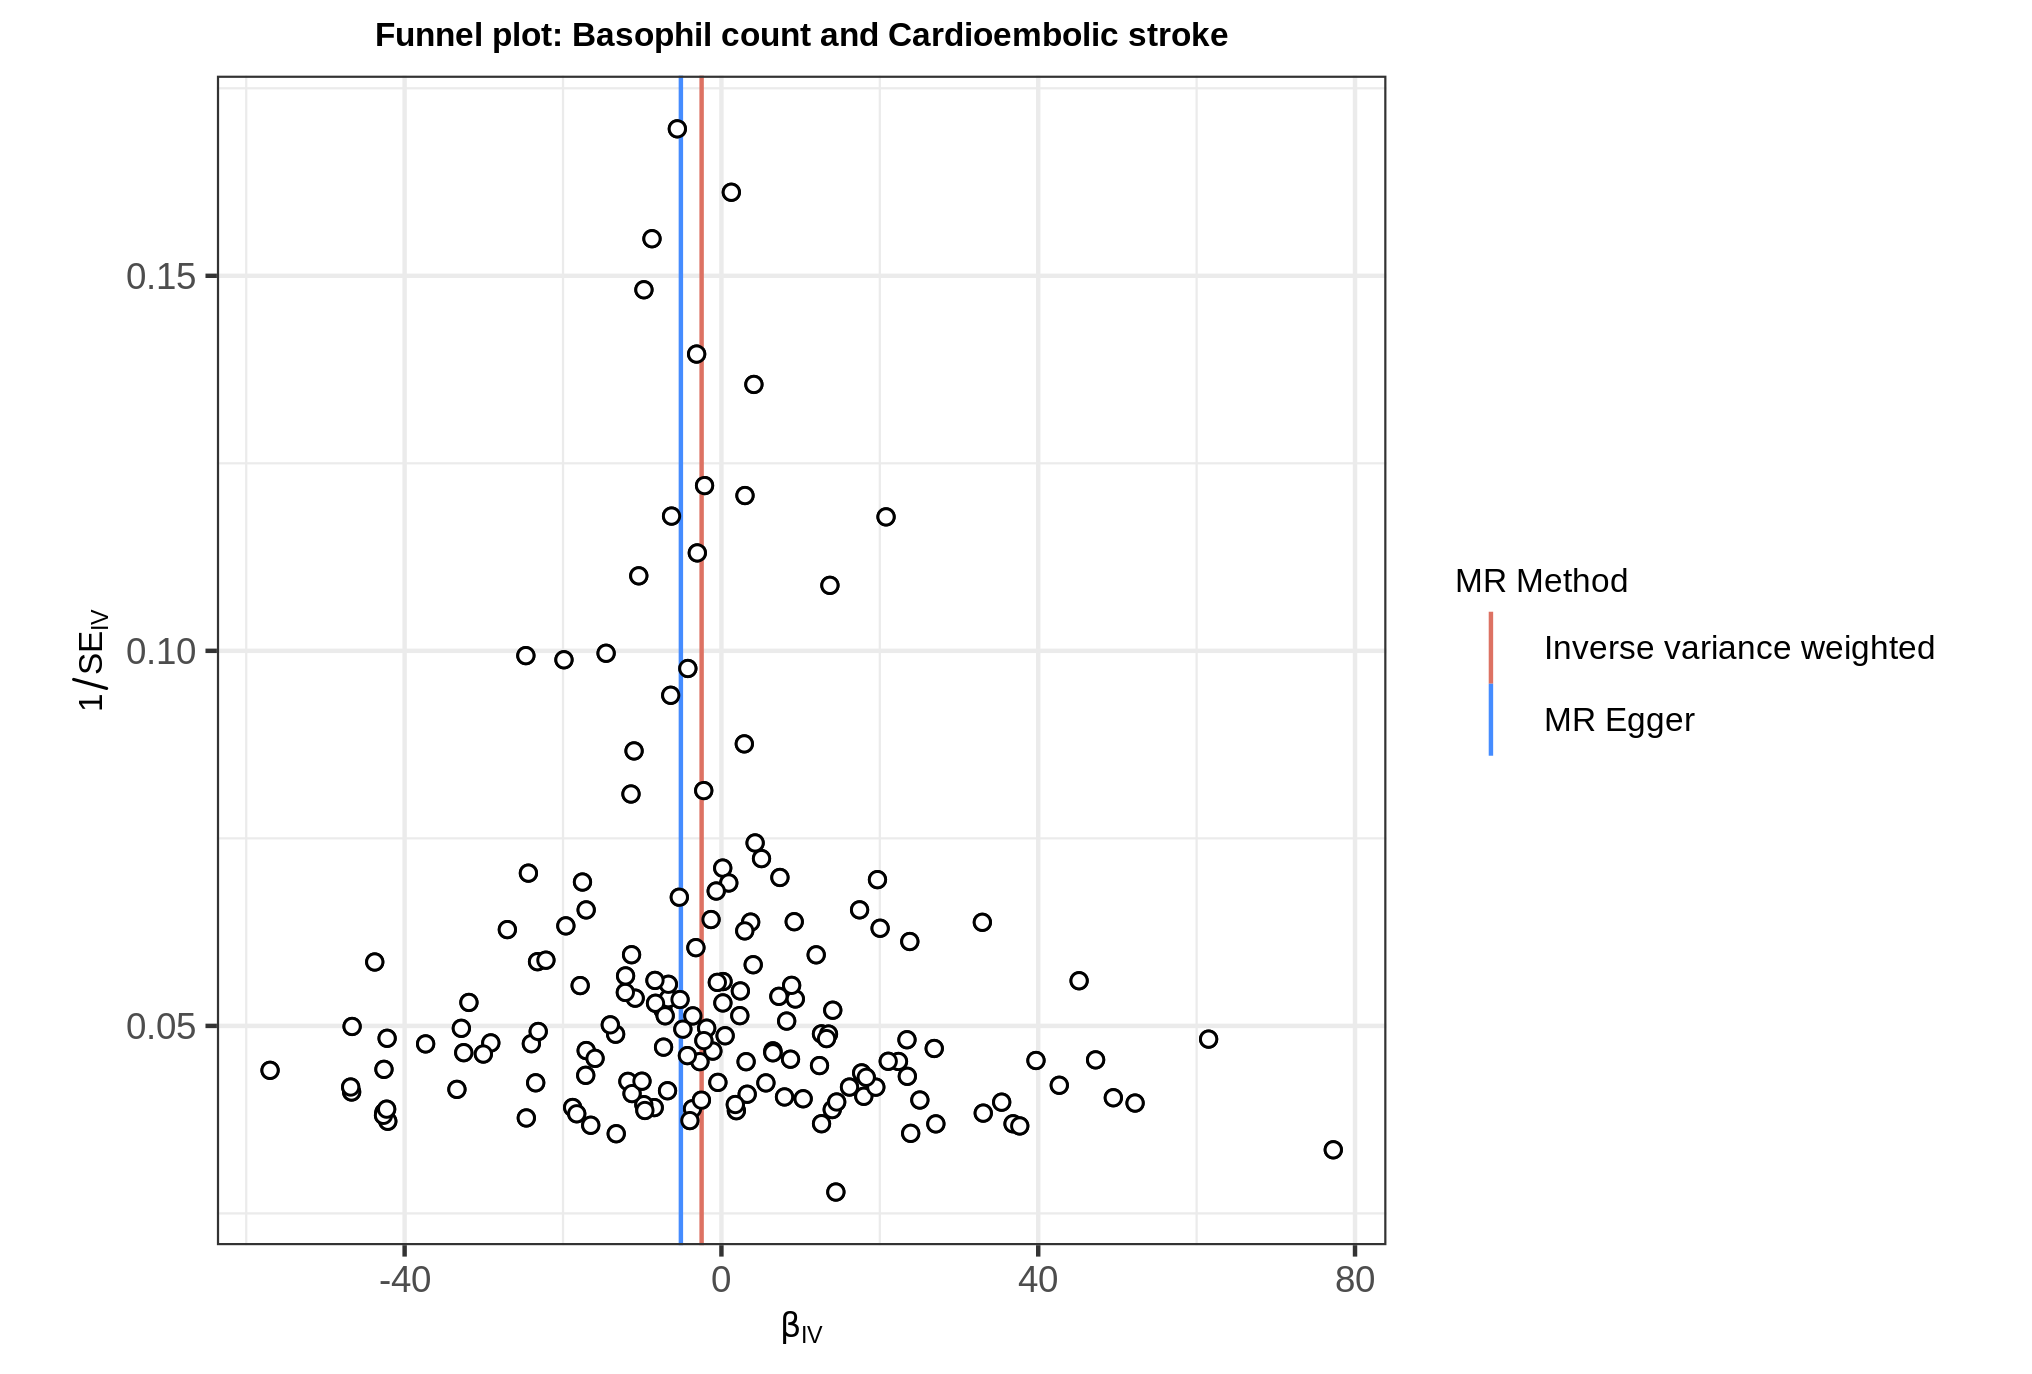 Funnel plot: Basophil count and Cardioembolic stroke
0.15
0.10
0.05
1/SE_IV
-40
0
40
80
β_IV
MR Method
Inverse variance weighted
MR Egger